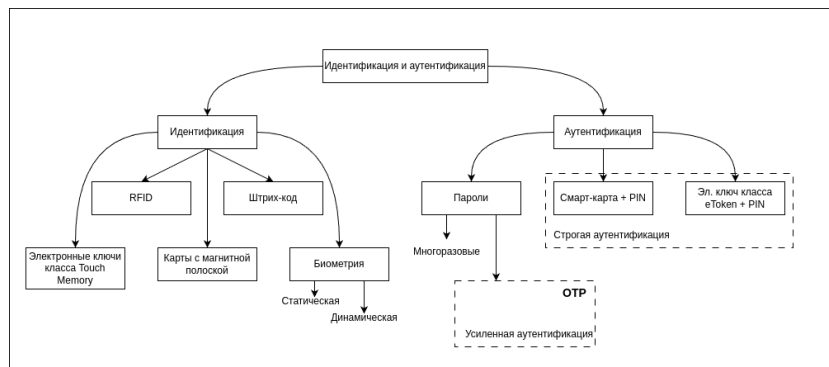 Идентификация и аутентификация
Идентификация
Аутентификация
RFID
Штрих-код
Пароли
Смарт-карта + PIN
Эл. ключ класса
eToken + PIN
Строгая аутентификация
Многоразовые
Электронные ключи
класса Touch
Memory
Карты с магнитной
полоской
Биометрия
Статическая
Динамическая
OTP
Усиленная аутентификация